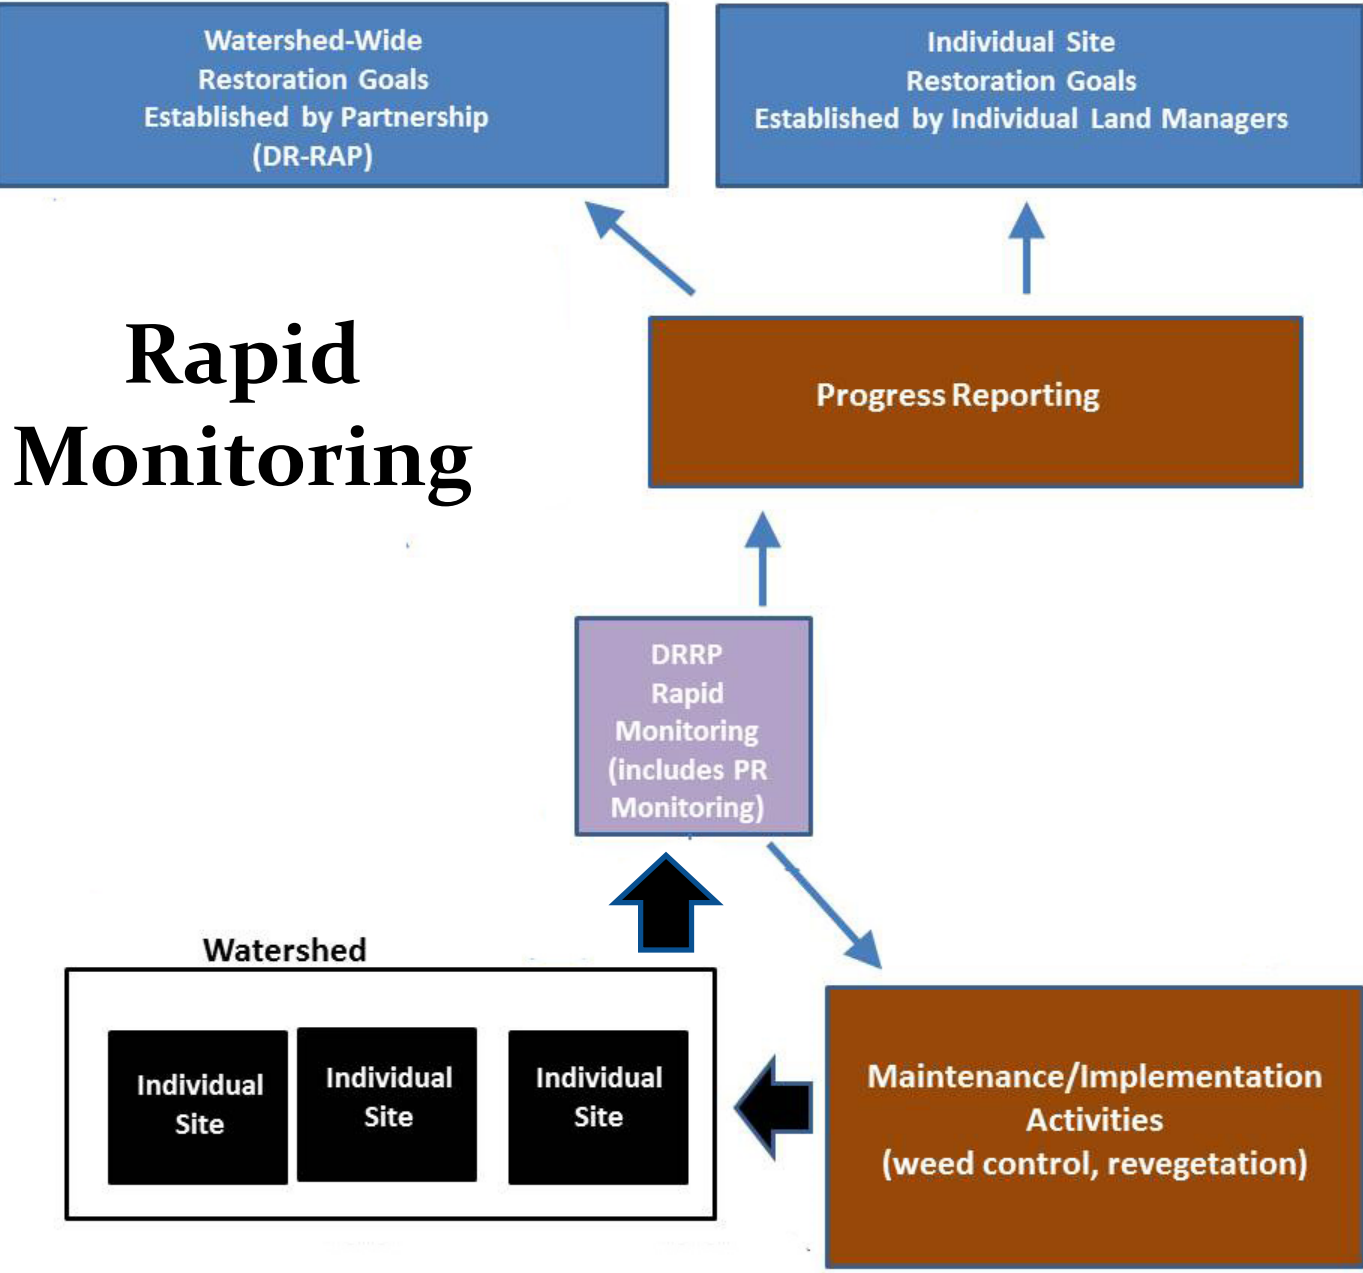 Watershed-Wide
Restoration Goals
Established by Partnership
(DR-RAP)
Individual Site
Restoration Goals
Established by Individual Land Managers
Rapid
Monitoring
Progress Reporting
DRRP
Rapid
Monitoring
(includes PR
Monitoring)
Watershed
Individual
Site
Individual
Site
Individual
Site
Maintenance/Implementation
Activities
(weed control, revegetation)